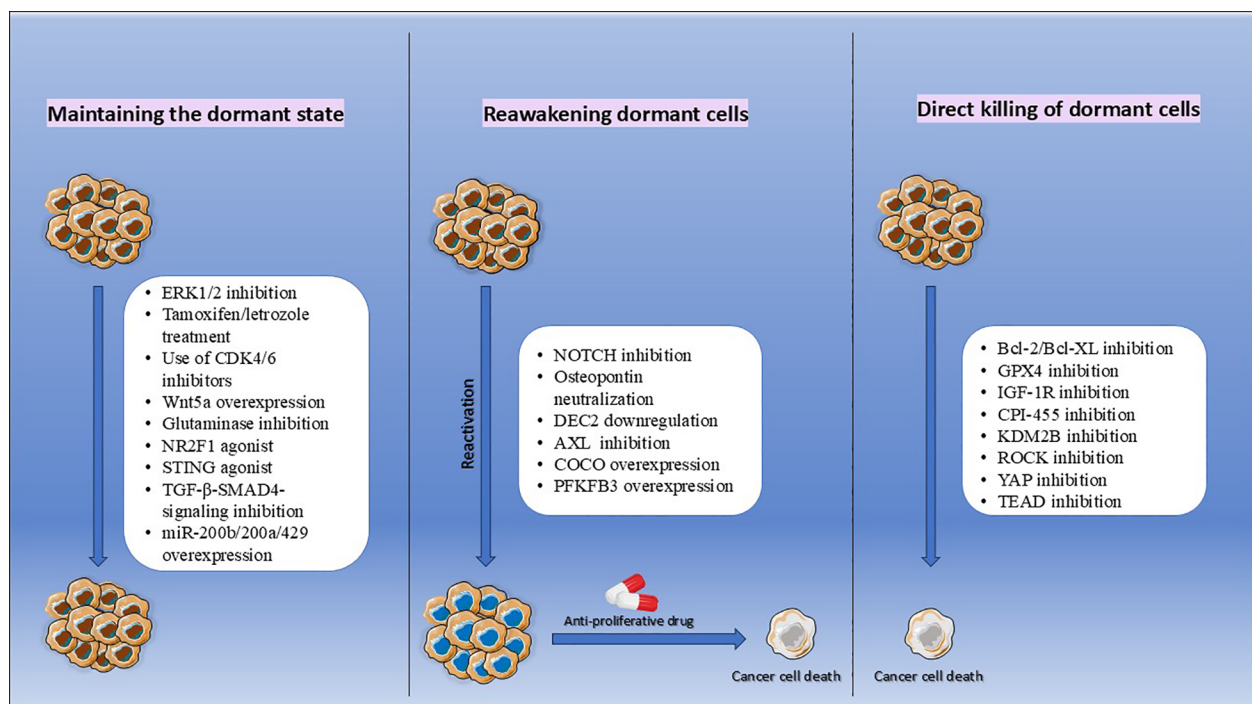 Maintaining the dormant state
• ERK1/2 inhibition
• Tamoxifen/letrozole
treatment
• Use of CDK4/6
inhibitors
• Wnt5a overexpression
• Glutaminase inhibition
• NR2F1 agonist
• STING agonist
• TGF-β-SMAD4-
signaling inhibition
• miR-200b/200a/429
overexpression
Reawakening dormant cells
Reactivation
• NOTCH inhibition
• Osteopontin
neutralization
• DEC2 downregulation
• AXL inhibition
• COCO overexpression
• PFKFB3 overexpression
Anti-proliferative drug
Cancer cell death
Direct killing of dormant cells
• Bcl-2/Bcl-XL inhibition
• GPX4 inhibition
• IGF-1R inhibition
• CPI-455 inhibition
• KDM2B inhibition
• ROCK inhibition
• YAP inhibition
• TEAD inhibition
Cancer cell death